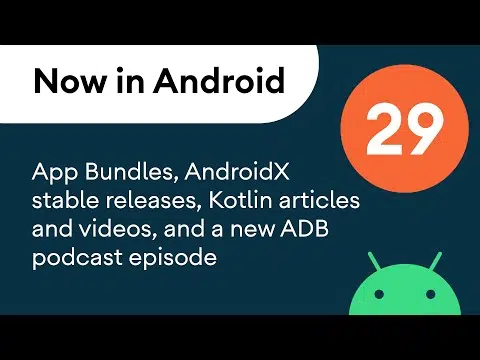 Now in Android
29
App Bundles, AndroidX
stable releases, Kotlin articles
and videos, and a new ADB
podcast episode